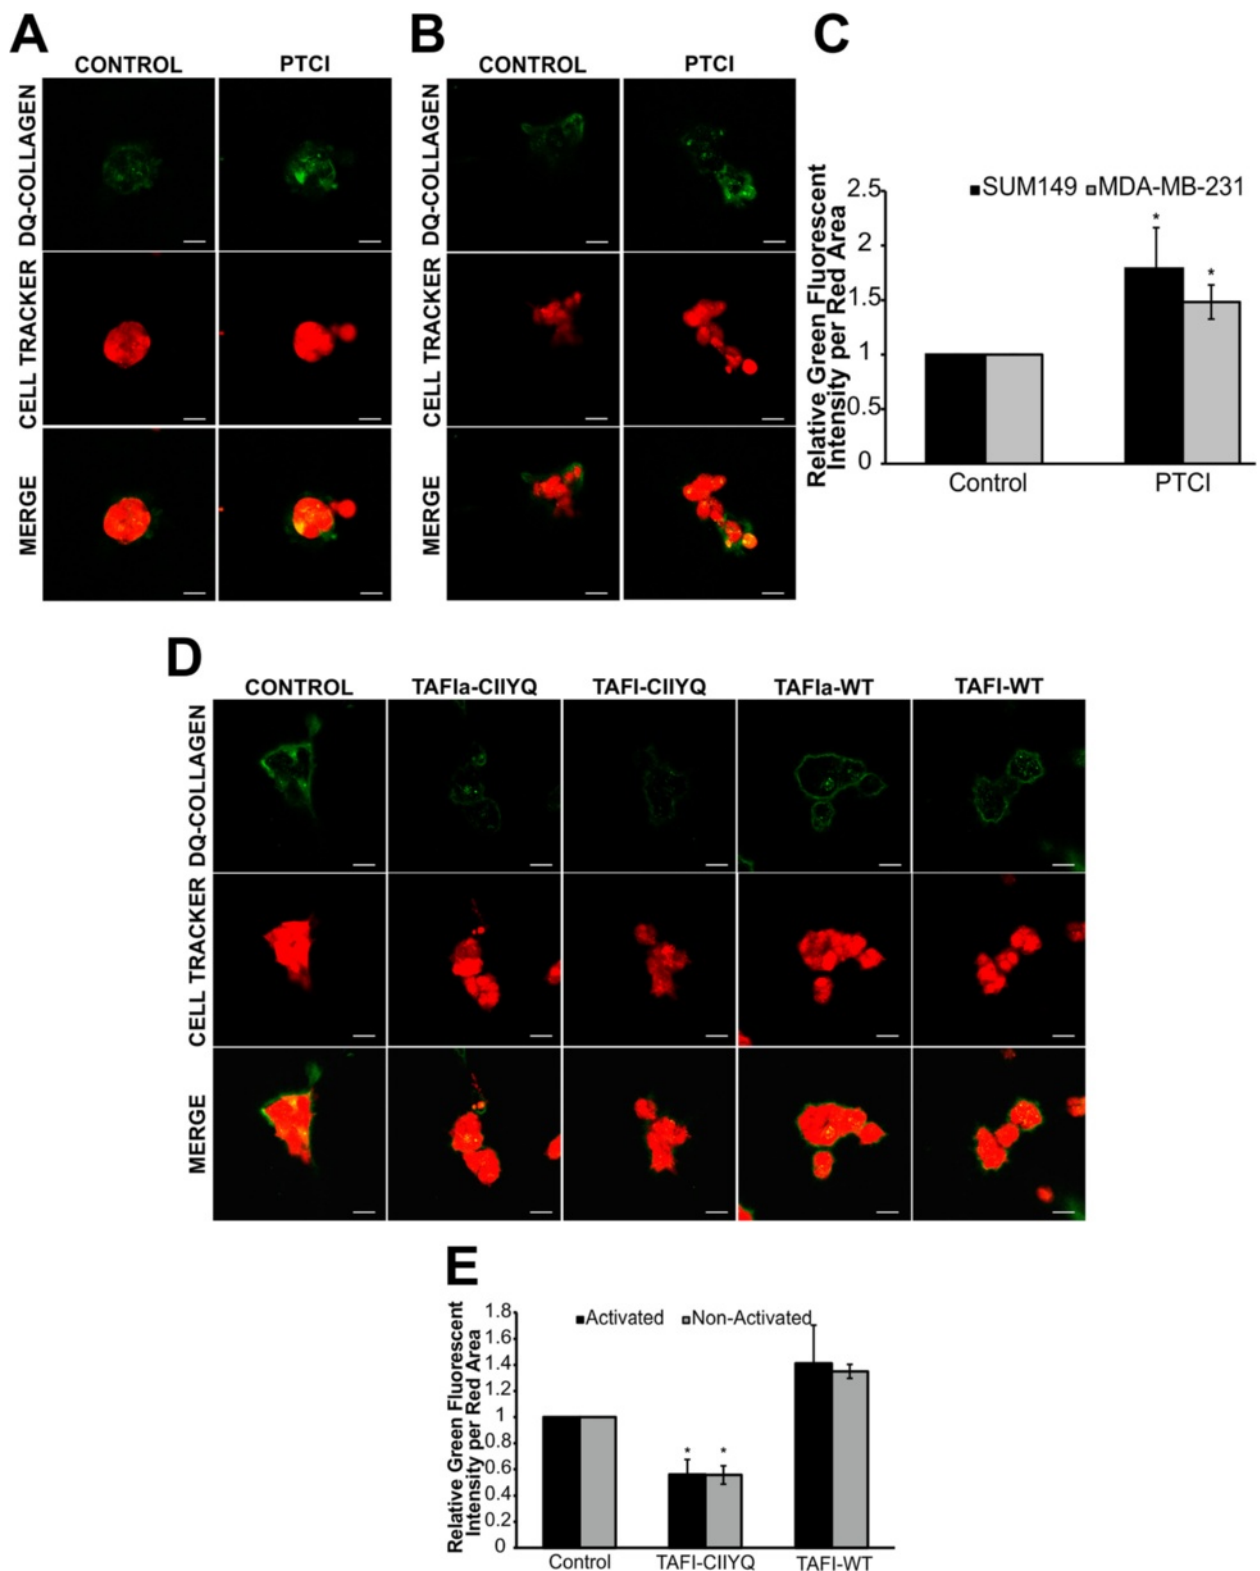 A
CONTROL PTCI
DQ-COLLAGEN
CELL TRACKER
MERGE
B
CONTROL PTCI
DQ-COLLAGEN
CELL TRACKER
MERGE
C
Relative Green Fluorescent
Intensity per Red Area
SUM149 MDA-MB-231
2.5
2
1.5
1
0.5
0
*
*
Control PTCI
D
CONTROL TAFIa-CIIYQ TAFI-CIIYQ TAFIa-WT TAFI-WT
DQ-COLLAGEN
CELL TRACKER
MERGE
E
Relative Green Fluorescent
Intensity per Red Area
Activated Non-Activated
1.8
1.6
1.4
1.2
1
0.8
0.6
0.4
0.2
0
* *
Control TAFI-CIIYQ TAFI-WT